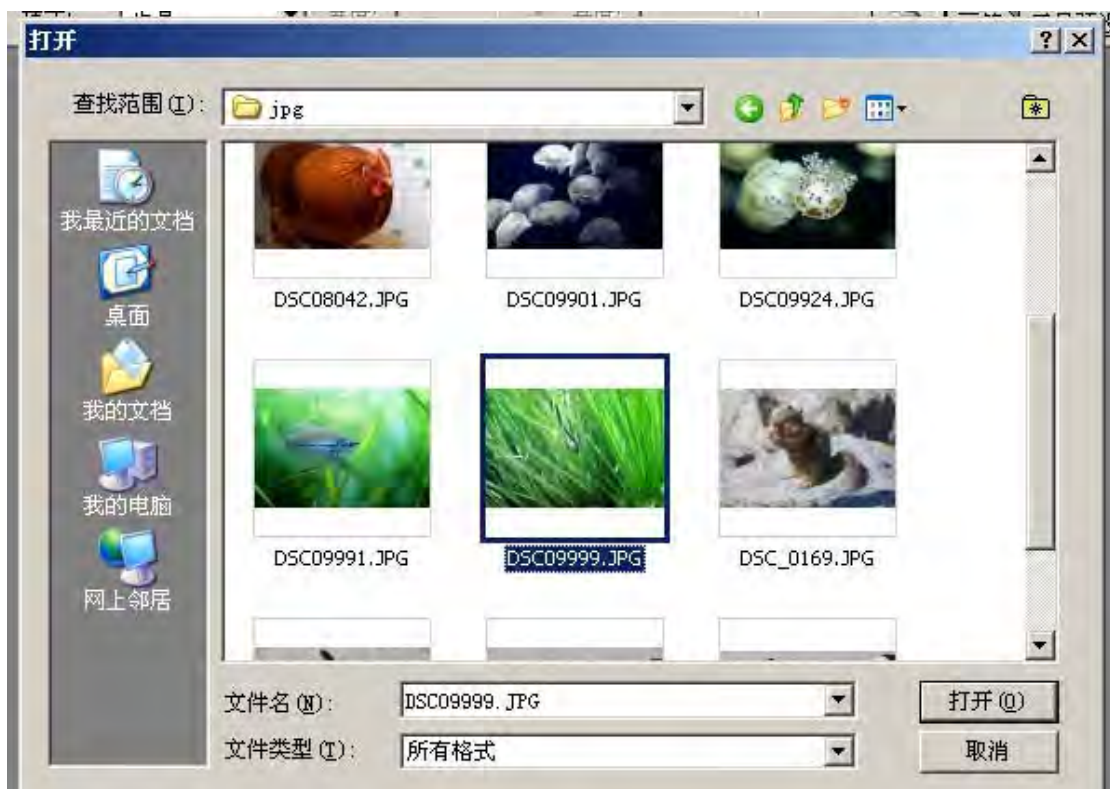 打开
查找范围(I):
jpg
我最近的文档
桌面
我的文档
我的电脑
网上邻居
DSC08042.JPG
DSC09901.JPG
DSC09924.JPG
DSC09991.JPG
DSC09999.JPG
DSC_0169.JPG
文件名(N):
DSC09999.JPG
打开(O)
文件类型(T):
所有格式
取消